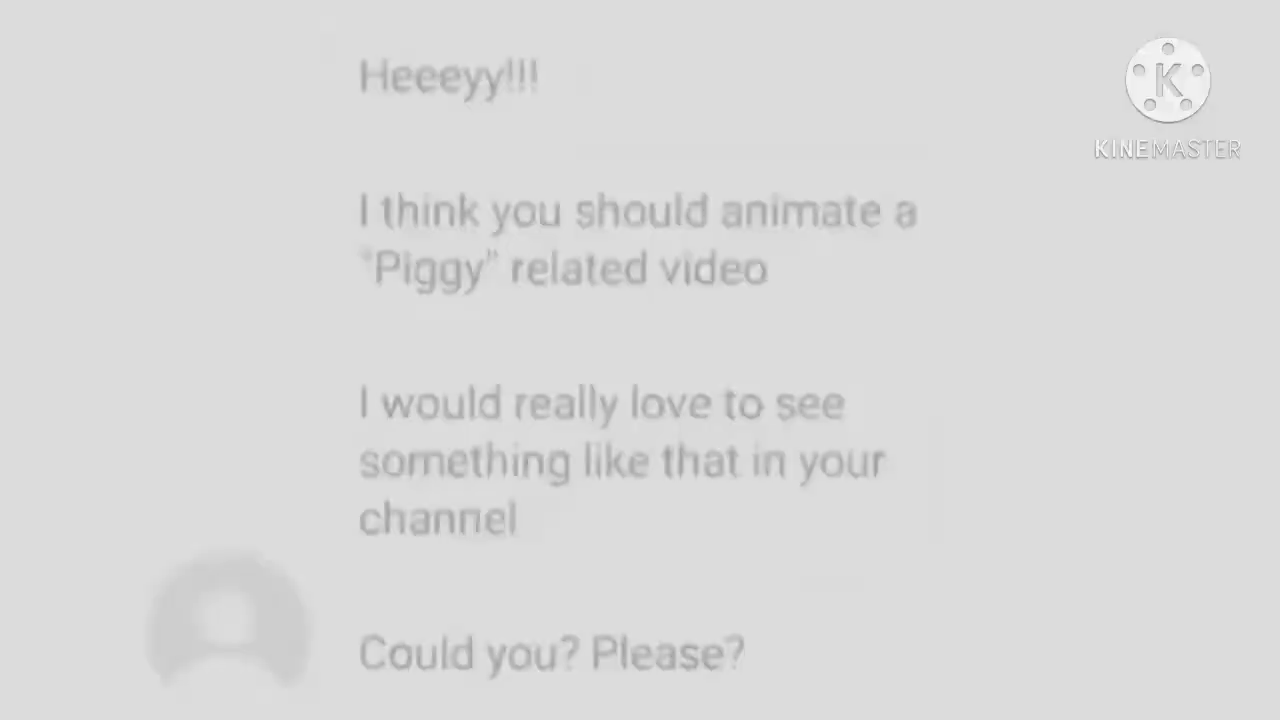 Heeeyy!!!
I think you should animate a
"Piggy" related video
I would really love to see
something like that in your
channel
Could you? Please?
K
KINEMASTER